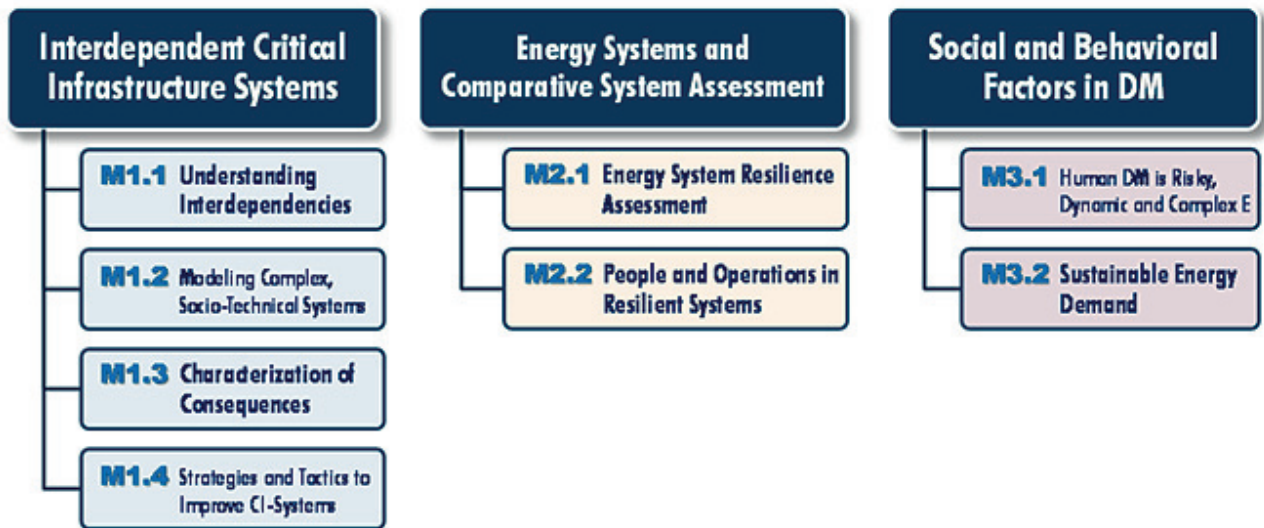 Interdependent Critical
Infrastructure Systems
M1.1 Understanding
Interdependencies
M1.2 Modeling Complex,
Socio-Technical Systems
M1.3 Characterization of
Consequences
M1.4 Strategies and Tactics to
Improve CI-Systems
Energy Systems and
Comparative System Assessment
M2.1 Energy System Resilience
Assessment
M2.2 People and Operations in
Resilient Systems
Social and Behavioral
Factors in DM
M3.1 Human DM is Risky,
Dynamic and Complex E
M3.2 Sustainable Energy
Demand